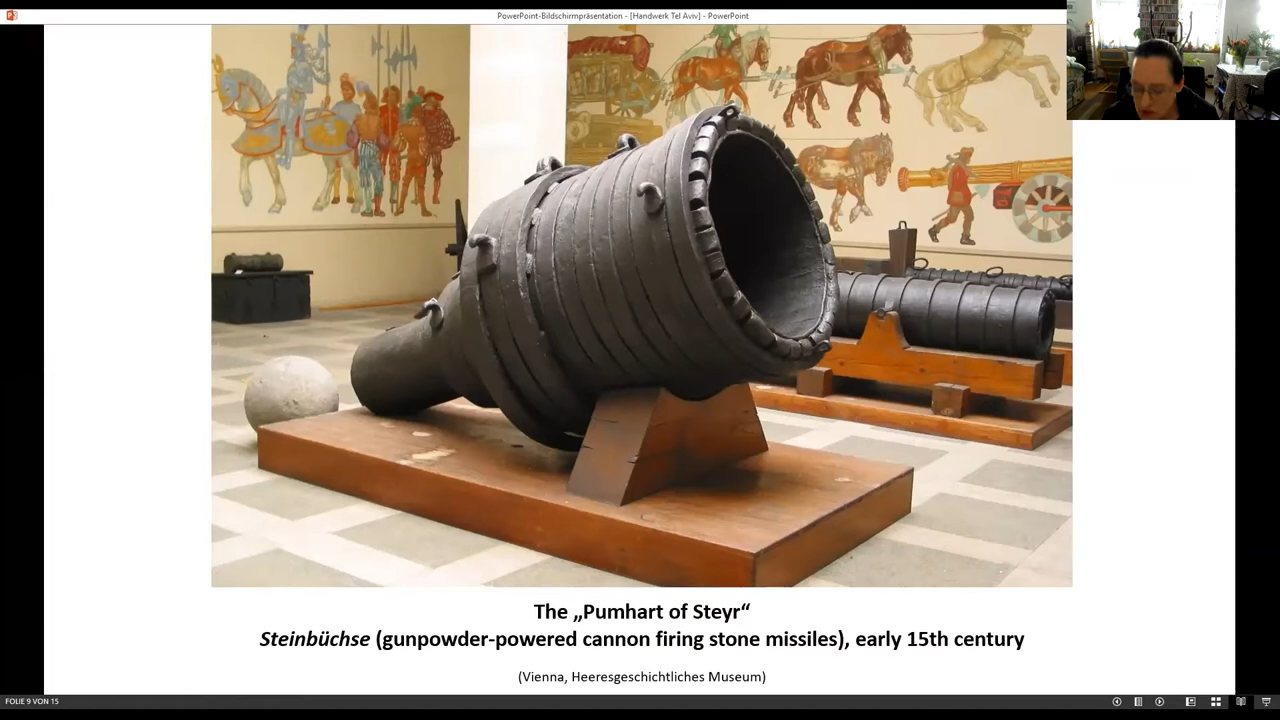 PowerPoint-Bildschirmpräsentation - [Handwerk Tel Aviv] - PowerPoint
The „Pumhart of Steyr“
Steinbüchse (gunpowder-powered cannon firing stone missiles), early 15th century
(Vienna, Heeresgeschichtliches Museum)
FOLIE 9 VON 15